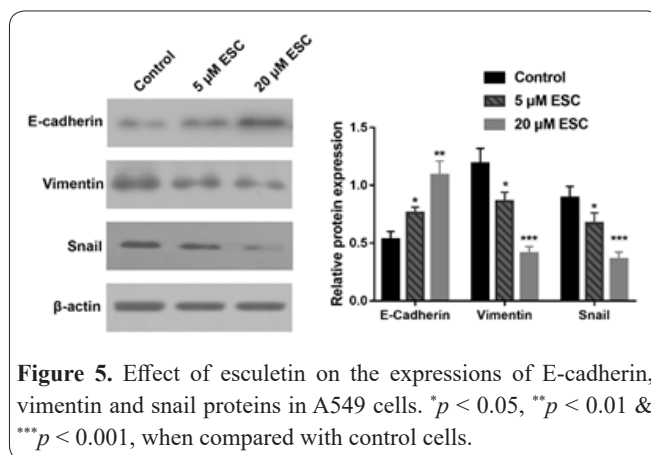 Control
5 µM ESC
20 µM ESC
E-cadherin
Vimentin
Snail
β-actin
Control
5 µM ESC
20 µM ESC
Relative protein expression
1.5
1.0
0.5
0.0
* ** * *** * ***
E-Cadherin Vimentin Snail
Figure 5. Effect of esculetin on the expressions of E-cadherin,
vimentin and snail proteins in A549 cells. *p < 0.05, **p < 0.01 &
***p < 0.001, when compared with control cells.